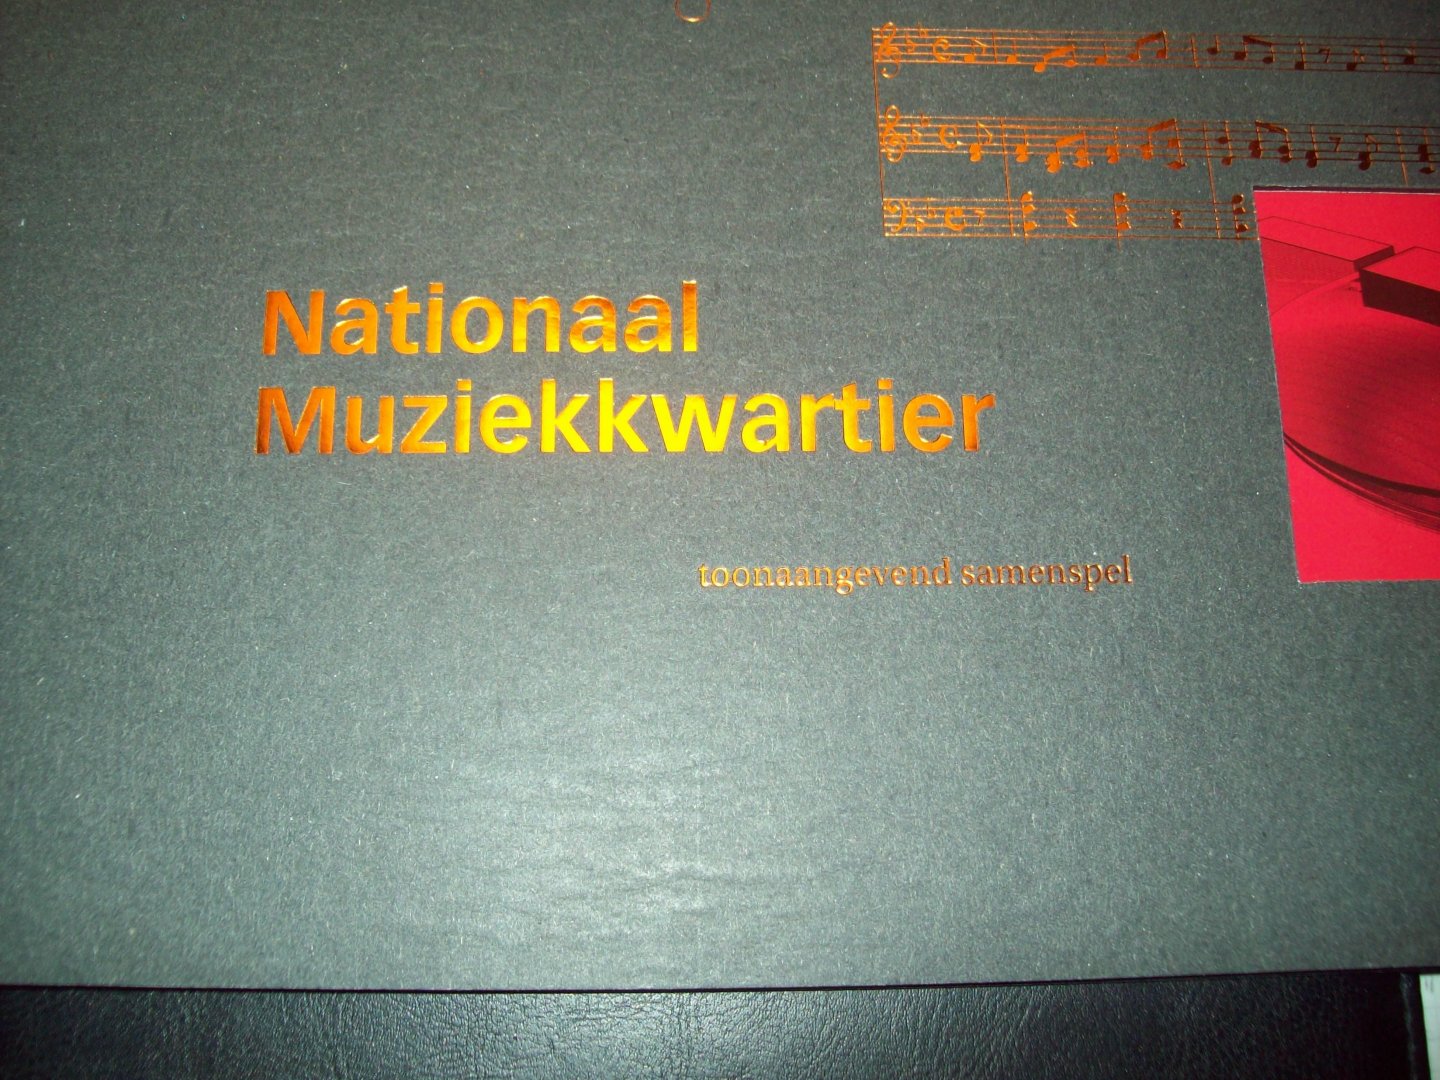 Nationaal
Muziekkwartier
toonaangevend samenspel